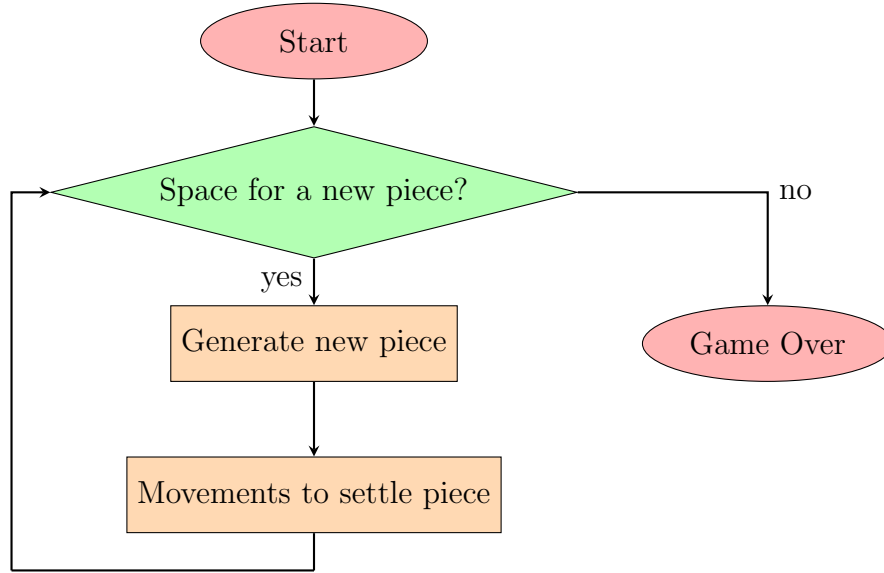 Start
Space for a new piece?
no
yes
Generate new piece
Game Over
Movements to settle piece